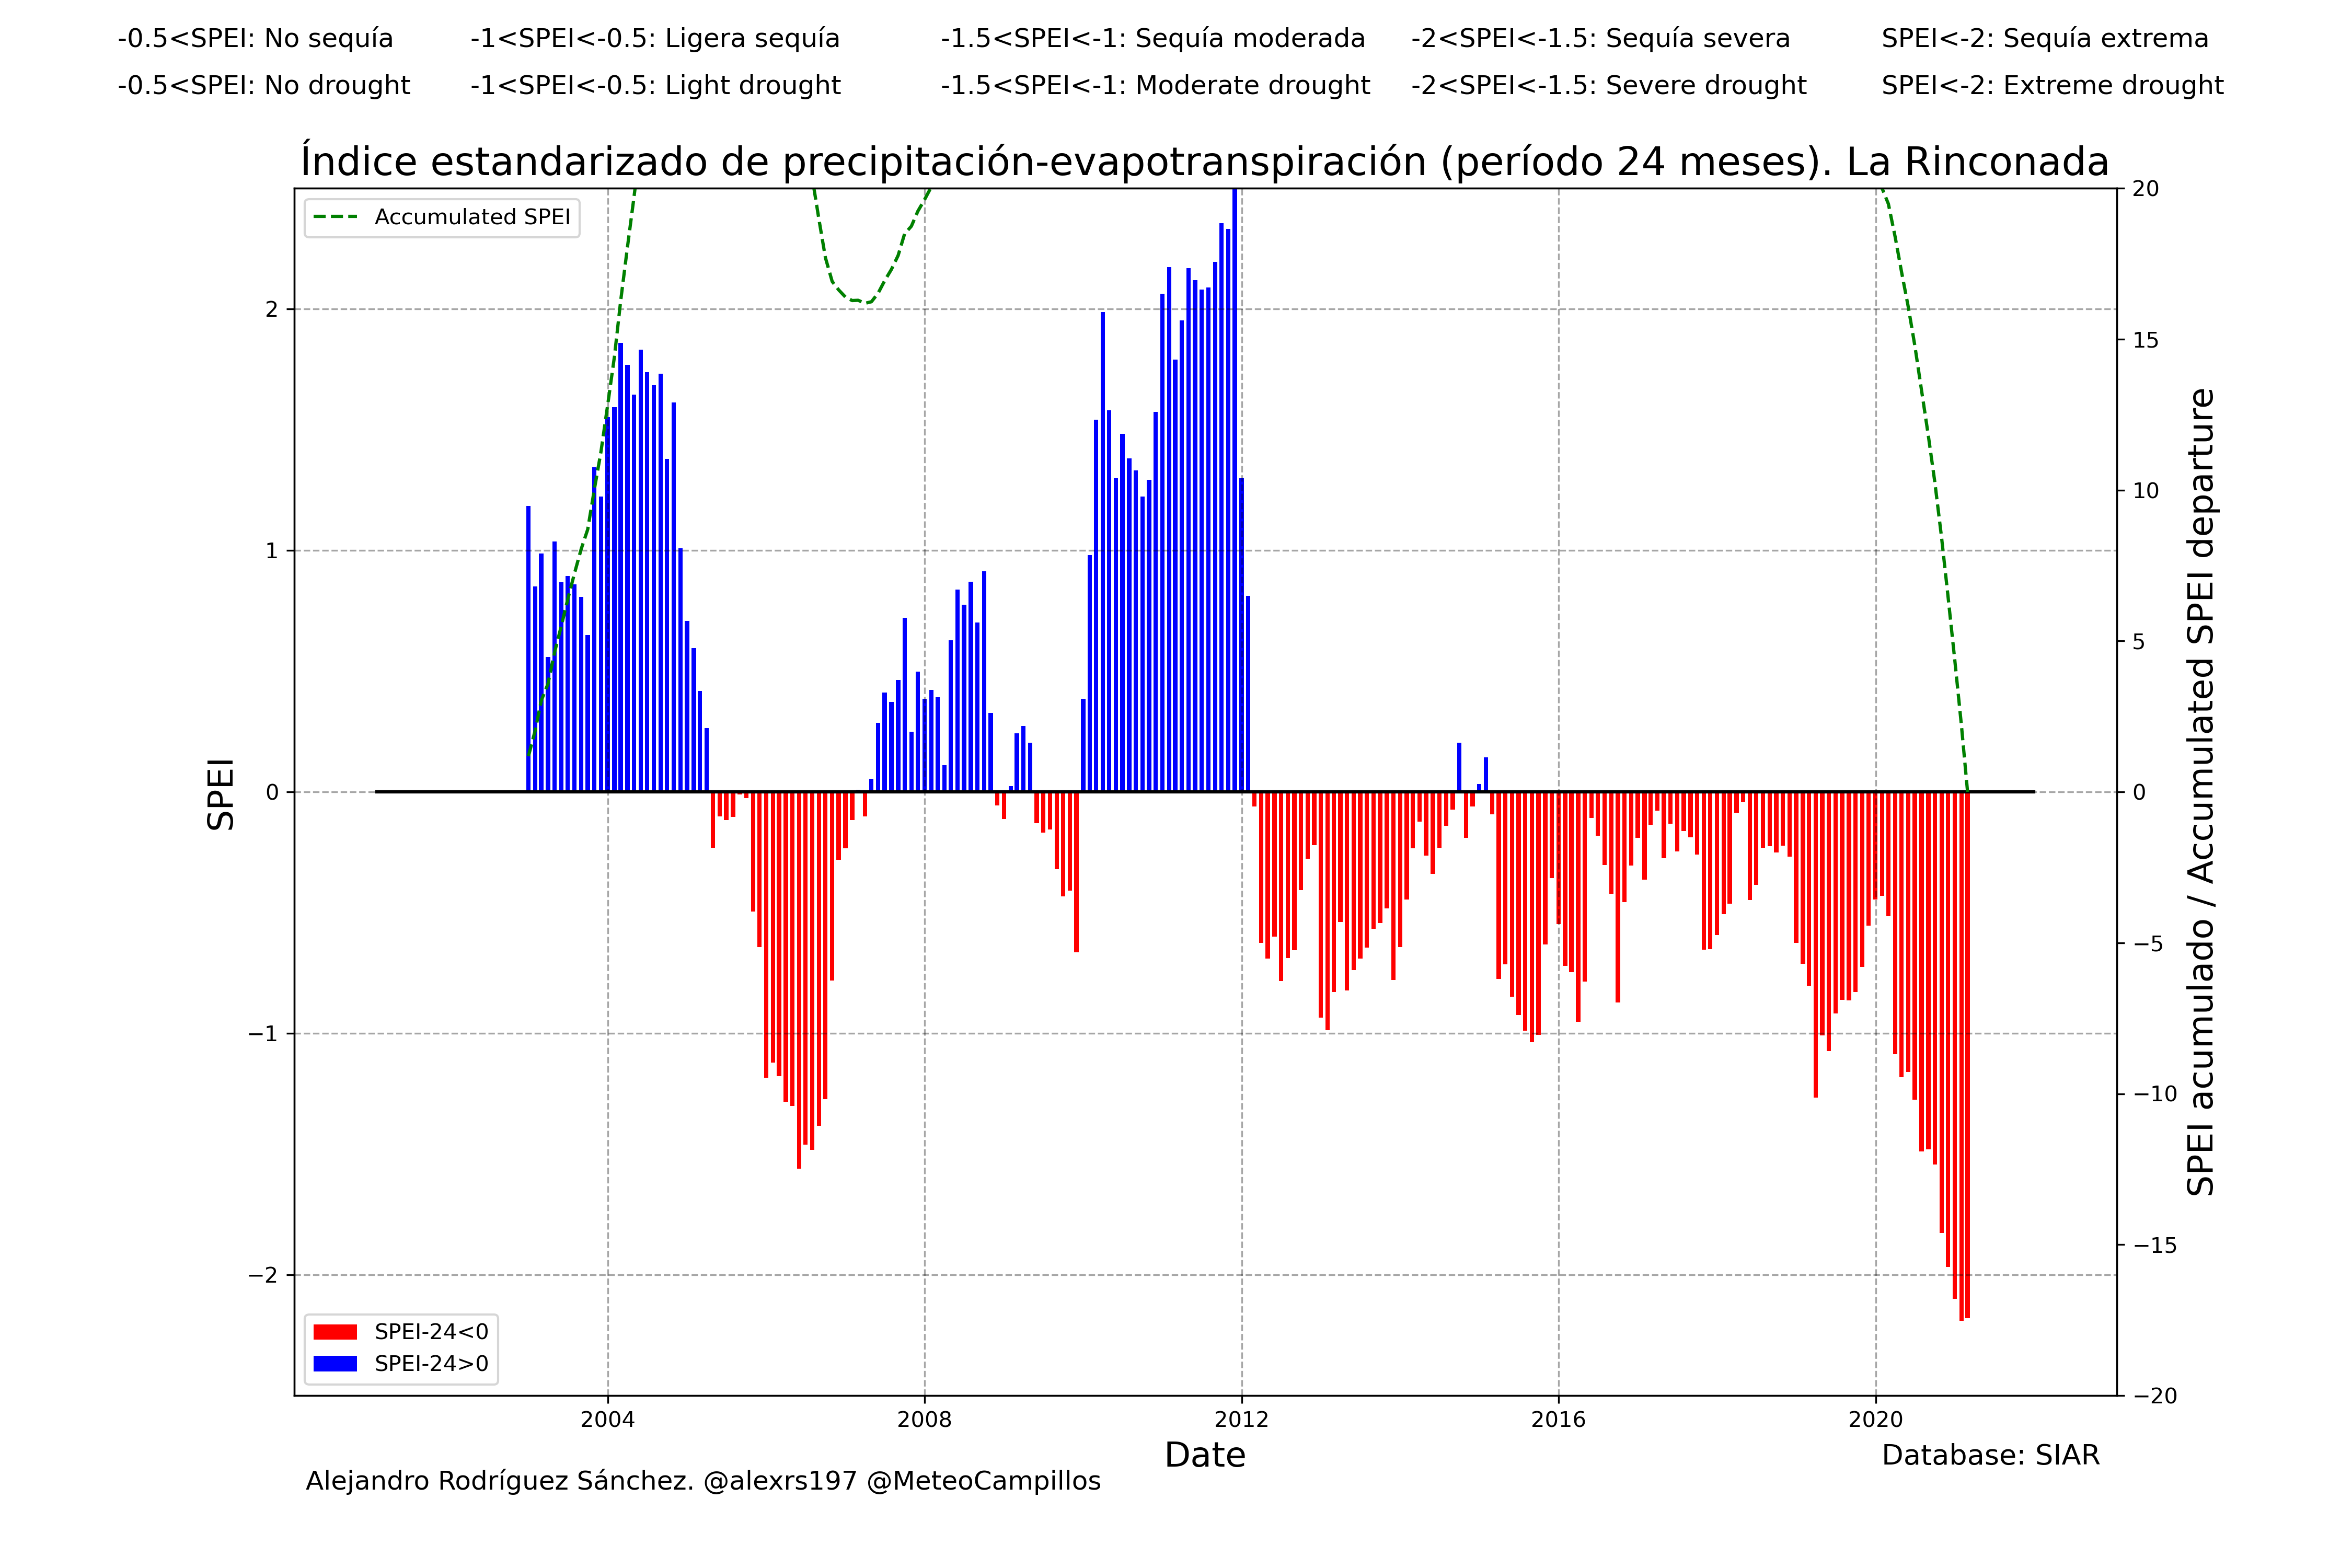 -0.5<SPEI: No sequía -1<SPEI<-0.5: Ligera sequía -1.5<SPEI<-1: Sequía moderada -2<SPEI<-1.5: Sequía severa SPEI<-2: Sequía extrema
-0.5<SPEI: No drought -1<SPEI<-0.5: Light drought -1.5<SPEI<-1: Moderate drought -2<SPEI<-1.5: Severe drought SPEI<-2: Extreme drought
Índice estandarizado de precipitación-evapotranspiración (período 24 meses). La Rinconada
Accumulated SPEI
2
1
0
−1
−2
SPEI
20
15
10
5
0
−5
−10
−15
−20
SPEI acumulado / Accumulated SPEI departure
SPEI-24<0
SPEI-24>0
2004 2008 2012 2016 2020
Date
Database: SIAR
Alejandro Rodríguez Sánchez. @alexrs197 @MeteoCampillos